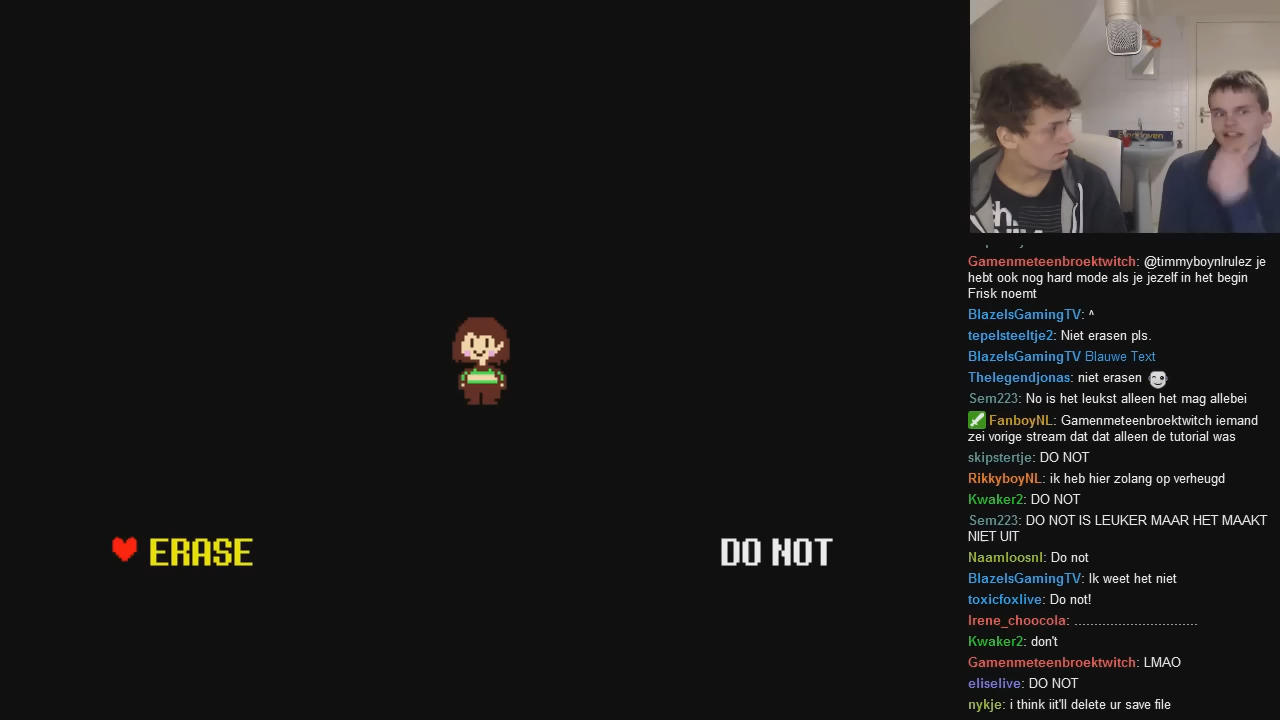 ERASE
DO NOT
Gamenmeteenbroektwitch: @timmyboynlrulez je
hebt ook nog hard mode als je jezelf in het begin
Frisk noemt
BlazeIsGamingTV: ^
tepelsteeltje2: Niet erasen pls.
BlazeIsGamingTV Blauwe Text
Thelegendjonas: niet erasen
Sem223: No is het leukst alleen het mag allebei
FanboyNL: Gamenmeteenbroektwitch iemand
zei vorige stream dat dat alleen de tutorial was
skipstertje: DO NOT
RikkyboyNL: ik heb hier zolang op verheugd
Kwaker2: DO NOT
Sem223: DO NOT IS LEUKER MAAR HET MAAKT
NIET UIT
Naamloosnl: Do not
BlazeIsGamingTV: Ik weet het niet
toxicfoxlive: Do not!
Irene_choocola: ...............................
Kwaker2: don't
Gamenmeteenbroektwitch: LMAO
eliselive: DO NOT
nykje: i think iit'll delete ur save file